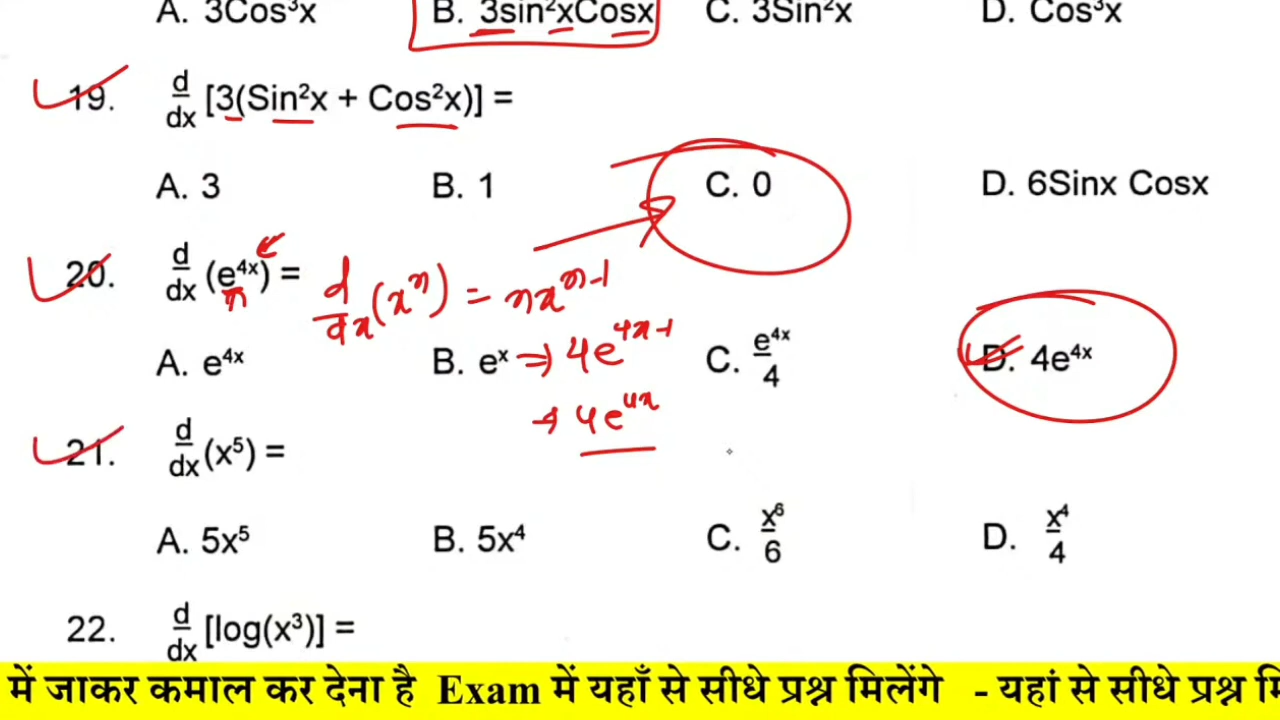 A. 3Cos³x B. 3sin²xCosx C. 3Sin²x D. Cos³x
19. d/dx [3(Sin²x + Cos²x)] =
A. 3 B. 1 C. 0 D. 6Sinx Cosx
20. d/dx (e⁴ˣ) = d/dx (xⁿ) = nxⁿ⁻¹
⇒ 4e⁴ˣ⁻¹
A. e⁴ˣ B. eˣ C. e⁴ˣ/4 D. 4e⁴ˣ
⇒ 4e⁴ˣ
21. d/dx (x⁵) =
A. 5x⁵ B. 5x⁴ C. x⁶/6 D. x⁴/4
22. d/dx [log(x³)] =
में जाकर कमाल कर देना है Exam में यहाँ से सीधे प्रश्न मिलेंगे - यहां से सीधे प्रश्न